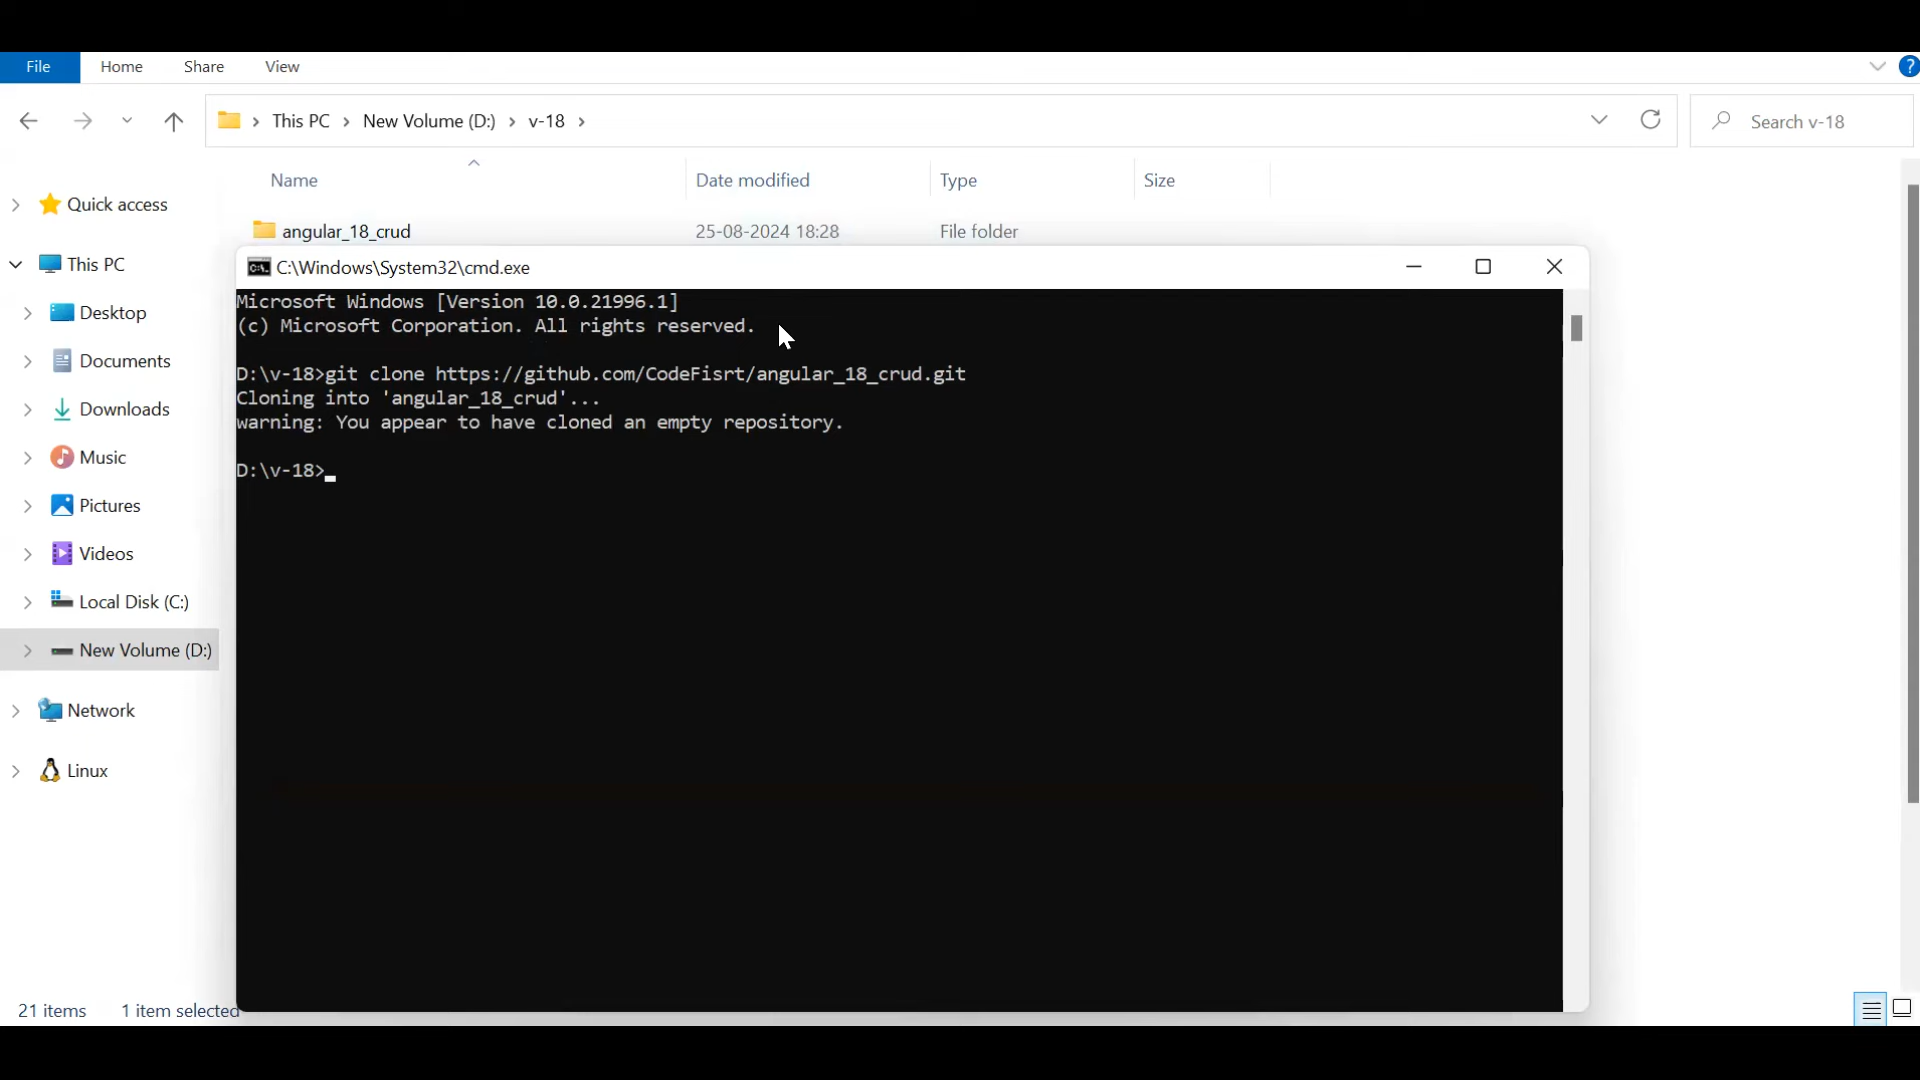 File Home Share View
This PC > New Volume (D:) > v-18 >
Search v-18
Name Date modified Type Size
Quick access
This PC
Desktop
Documents
Downloads
Music
Pictures
Videos
Local Disk (C:)
New Volume (D:)
Network
Linux
angular_18_crud 25-08-2024 18:28 File folder
C:\Windows\System32\cmd.exe
Microsoft Windows [Version 10.0.21996.1]
(c) Microsoft Corporation. All rights reserved.
D:\v-18>git clone https://github.com/CodeFisrt/angular_18_crud.git
Cloning into 'angular_18_crud'...
warning: You appear to have cloned an empty repository.
D:\v-18>
21 items 1 item selected